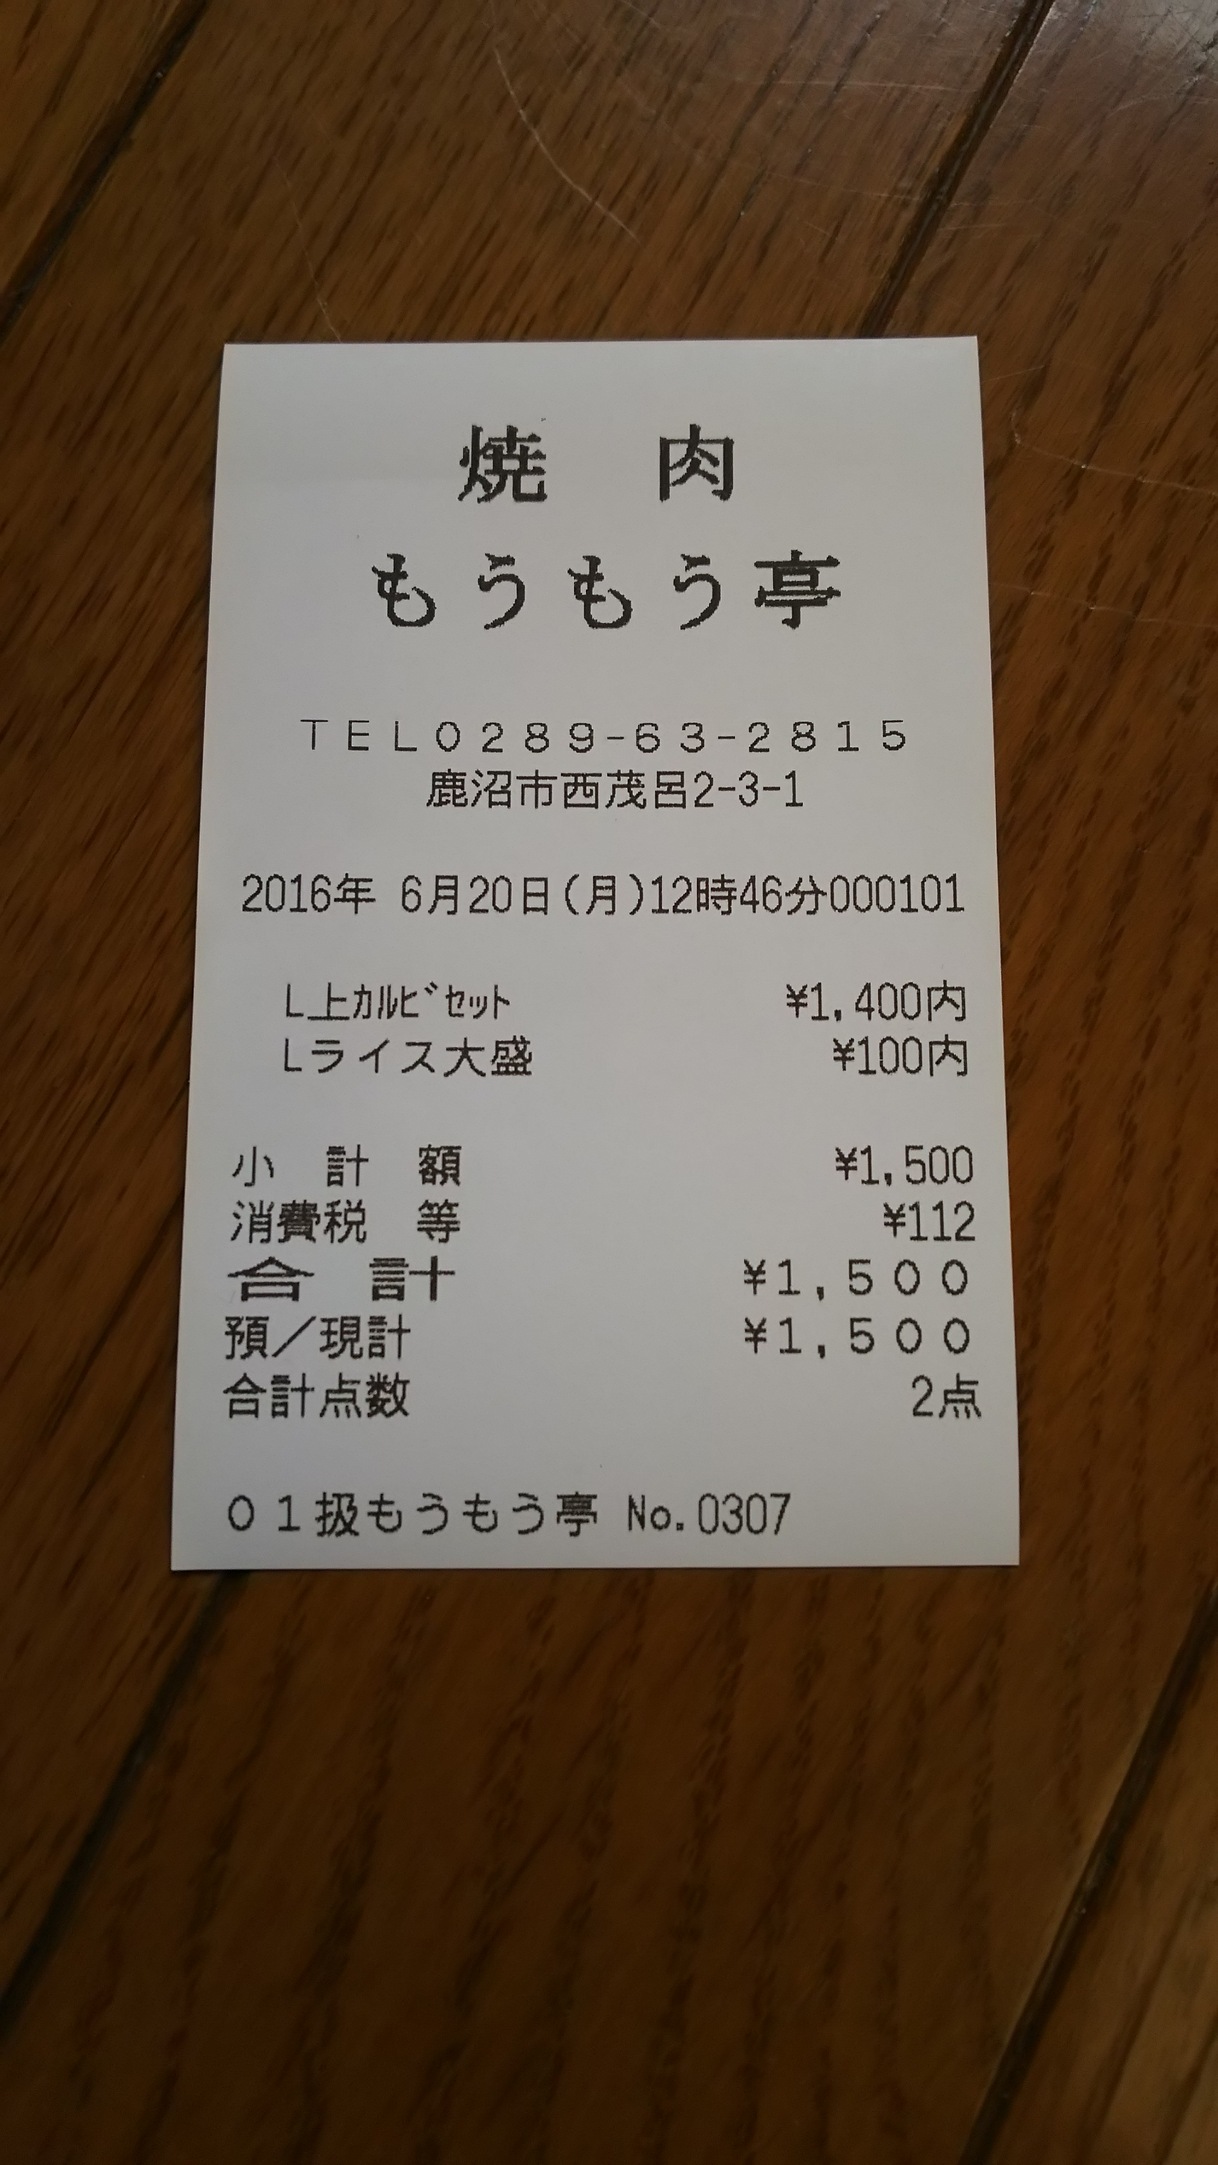 焼　肉
もうもう亭
ＴＥＬ０２８９-６３-２８１５
鹿沼市西茂呂2-3-1
2016年 6月20日(月)12時46分000101
L上ｶﾙﾋﾞｾｯﾄ ¥1,400内
Lライス大盛 ¥100内
小　計　額 ¥1,500
消費税　等 ¥112
合　計 ¥１,５００
預／現計 ¥１,５００
合計点数 2点
０１扱もうもう亭 No.0307